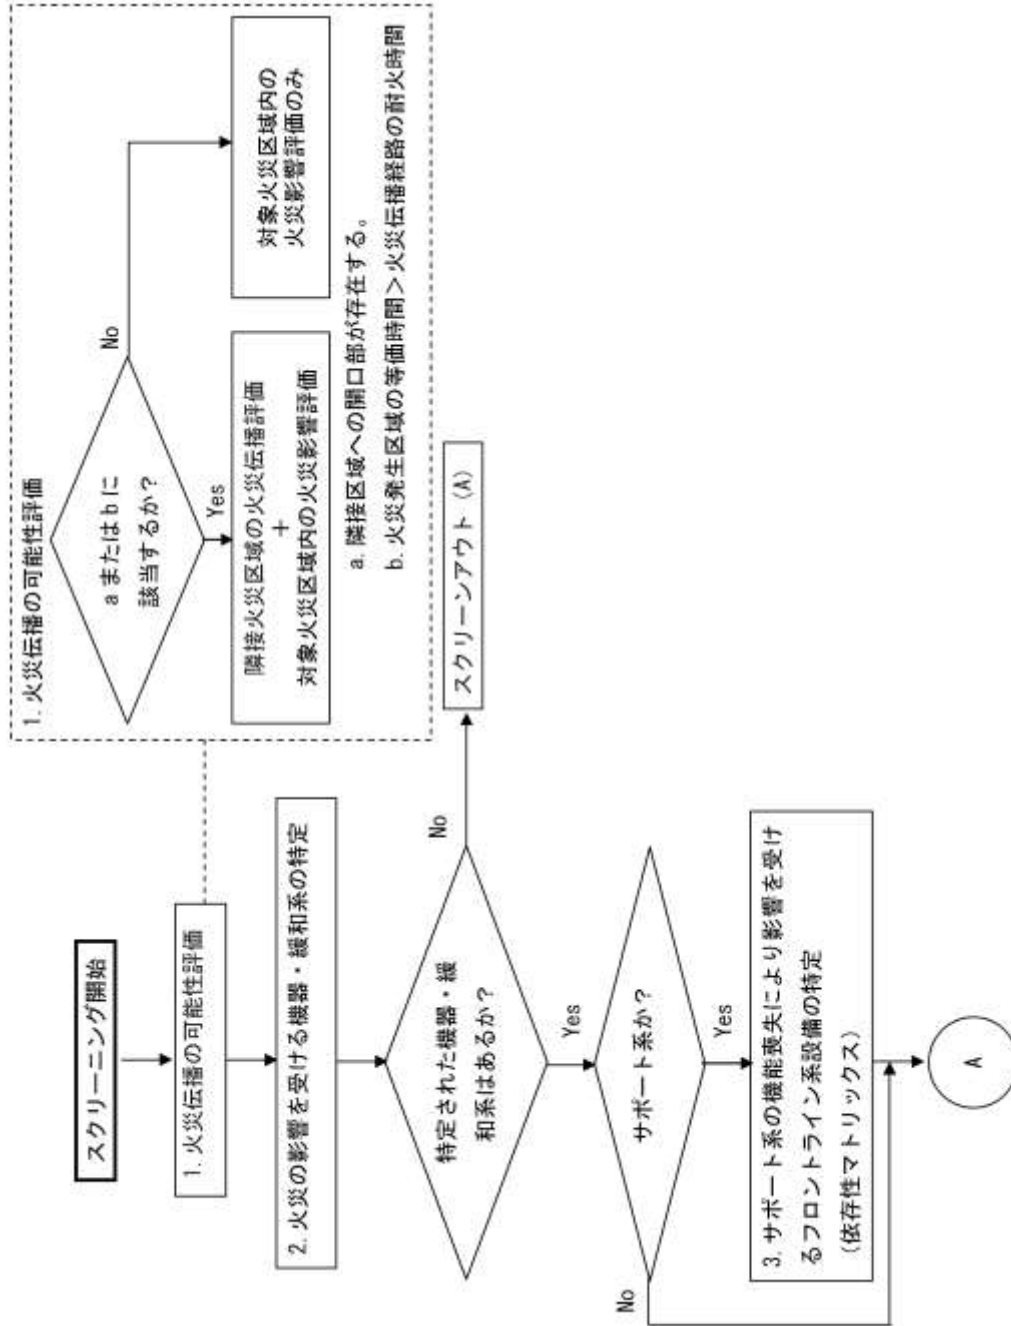 スクリーニング開始
1. 火災伝播の可能性評価
2. 火災の影響を受ける機器・緩和系の特定
特定された機器・緩
和系はあるか？
No
スクリーンアウト（A）
Yes
サポート系か？
No
Yes
3. サポート系の機能喪失により影響を受け
るフロントライン系設備の特定
（依存性マトリックス）
A
1. 火災伝播の可能性評価
a または b に
該当するか？
No
Yes
隣接火災区域の火災伝播評価
＋
対象火災区域内の火災影響評価
対象火災区域内の
火災影響評価のみ
a. 隣接区域への開口部が存在する。
b. 火災発生区域の等価時間＞火災伝播経路の耐火時間